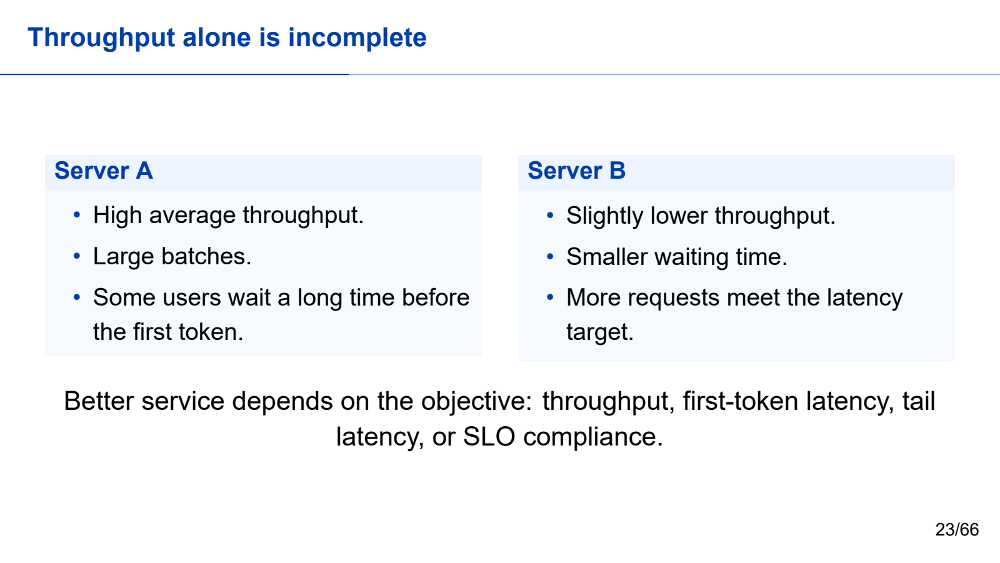 Throughput alone is incomplete
Server A
• High average throughput.
• Large batches.
• Some users wait a long time before
the first token.
Server B
• Slightly lower throughput.
• Smaller waiting time.
• More requests meet the latency
target.
Better service depends on the objective: throughput, first-token latency, tail
latency, or SLO compliance.
23/66